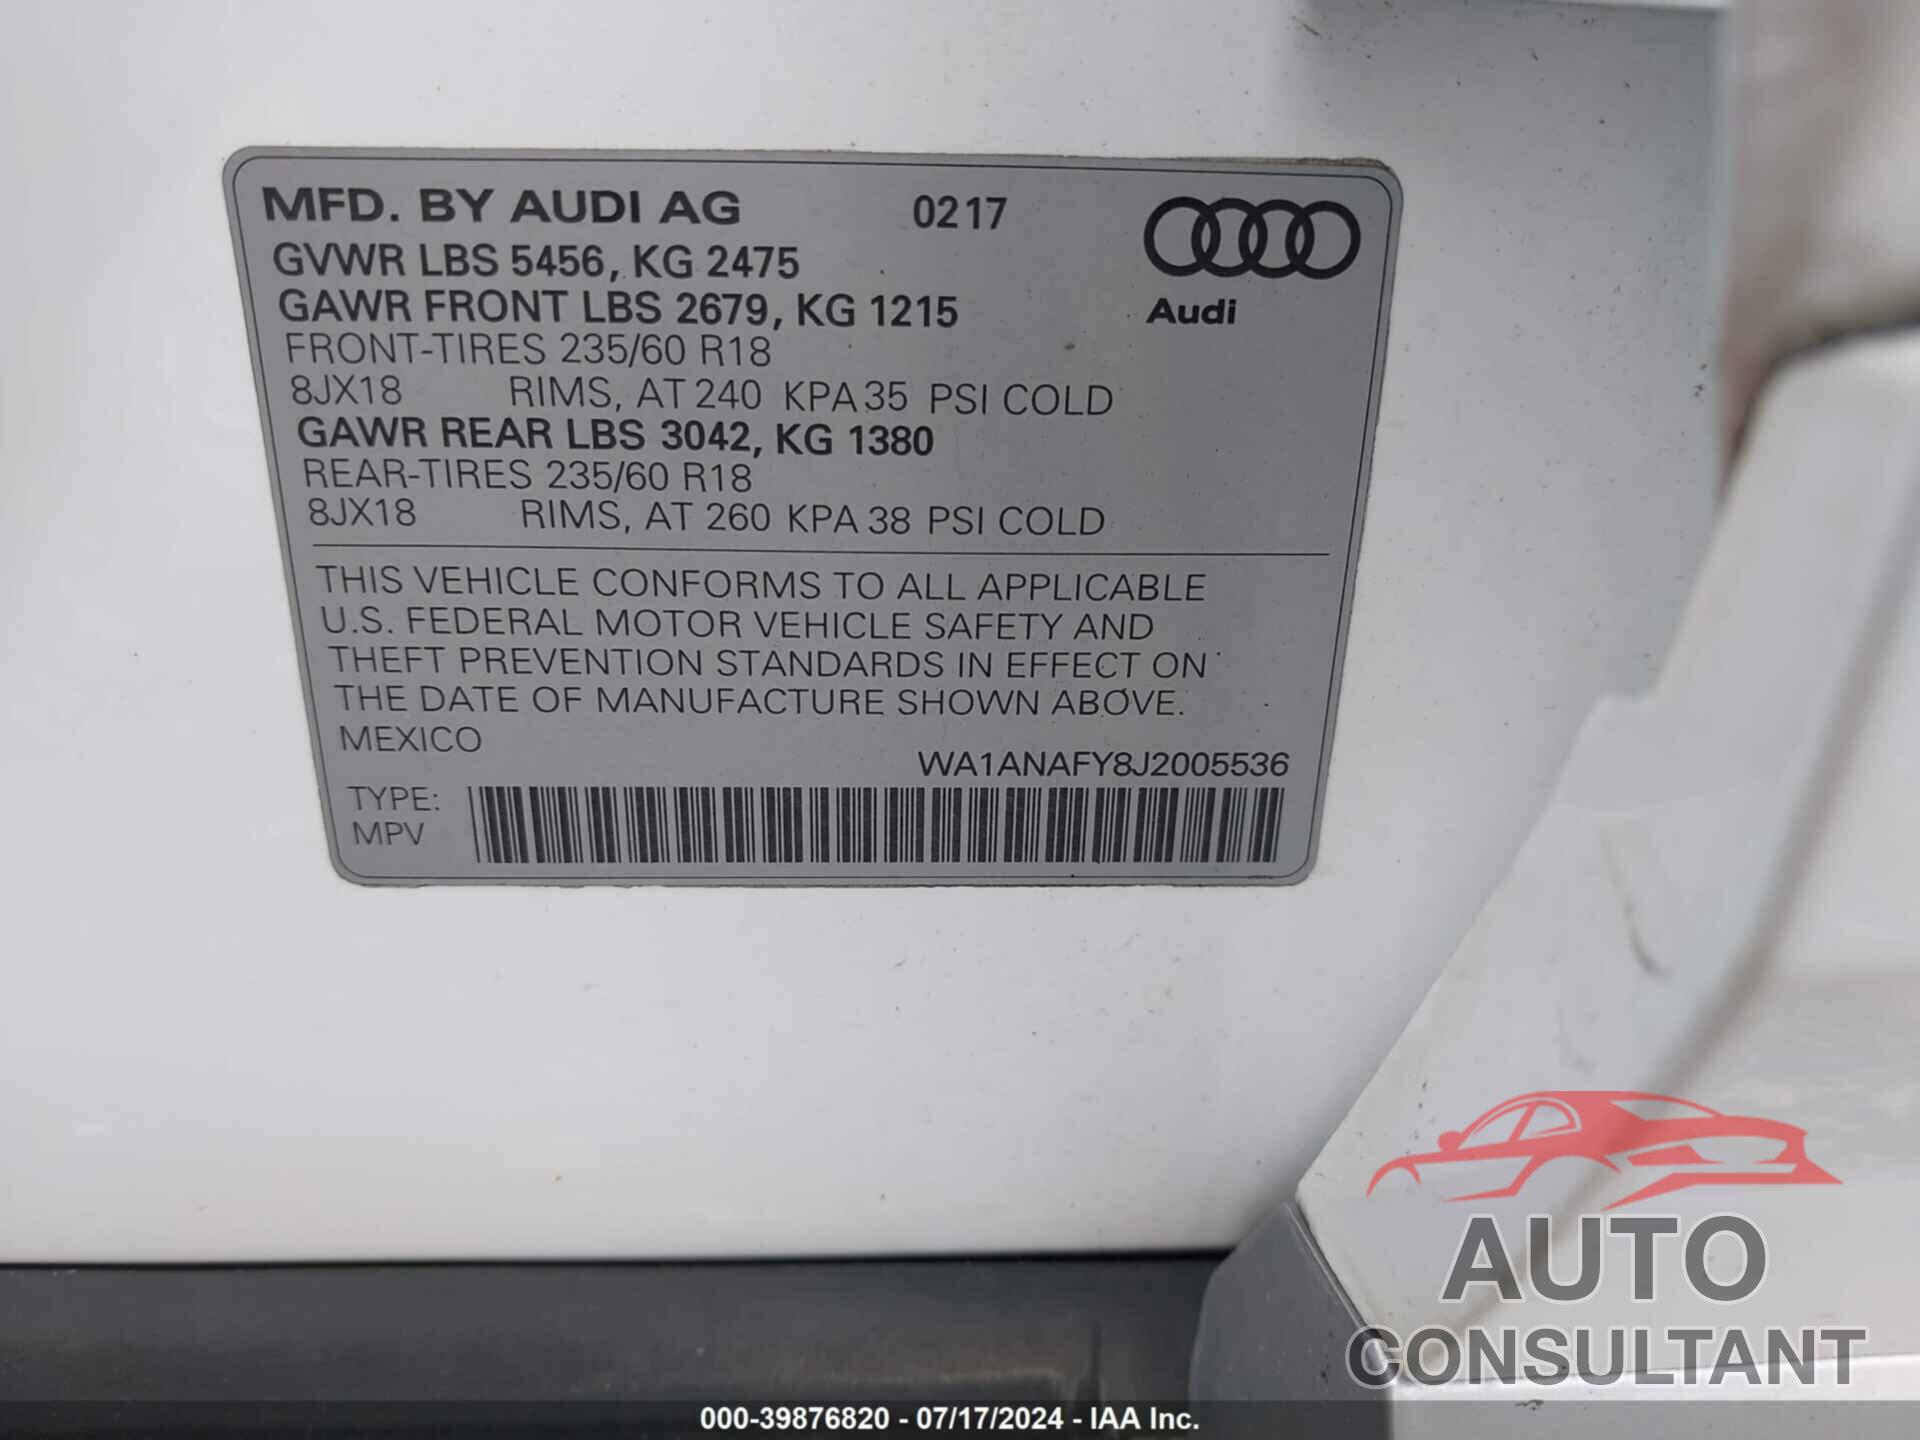 MFD. BY AUDI AG 0217
GVWR LBS 5456, KG 2475
GAWR FRONT LBS 2679, KG 1215
Audi
FRONT-TIRES 235/60 R18
8JX18 RIMS, AT 240 KPA 35 PSI COLD
GAWR REAR LBS 3042, KG 1380
REAR-TIRES 235/60 R18
8JX18 RIMS, AT 260 KPA 38 PSI COLD
THIS VEHICLE CONFORMS TO ALL APPLICABLE
U.S. FEDERAL MOTOR VEHICLE SAFETY AND
THEFT PREVENTION STANDARDS IN EFFECT ON
THE DATE OF MANUFACTURE SHOWN ABOVE.
MEXICO
WA1ANAFY8J2005536
TYPE:
MPV
AUTO
CONSULTANT
000-39876820 - 07/17/2024 - IAA Inc.